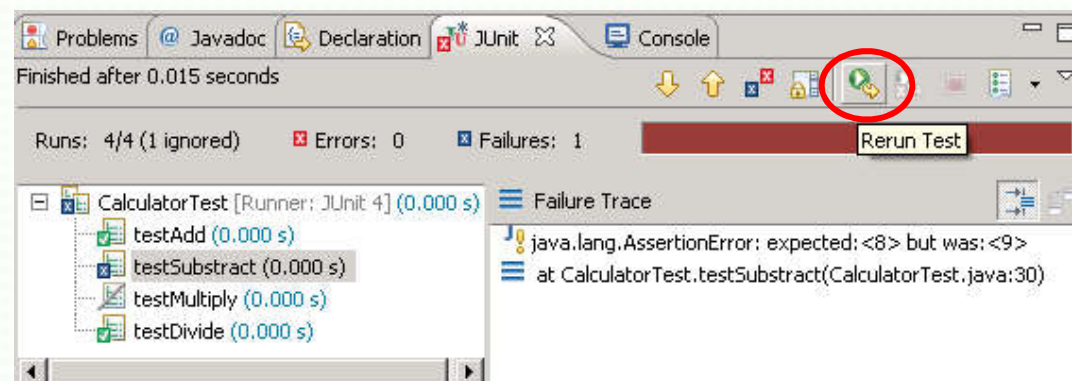 Problems @ Javadoc Declaration JUnit Console
Finished after 0.015 seconds
Runs: 4/4 (1 ignored) Errors: 0 Failures: 1
Rerun Test
CalculatorTest [Runner: JUnit 4] (0.000 s)
testAdd (0.000 s)
testSubstract (0.000 s)
testMultiply (0.000 s)
testDivide (0.000 s)
Failure Trace
java.lang.AssertionError: expected:<8> but was:<9>
at CalculatorTest.testSubstract(CalculatorTest.java:30)